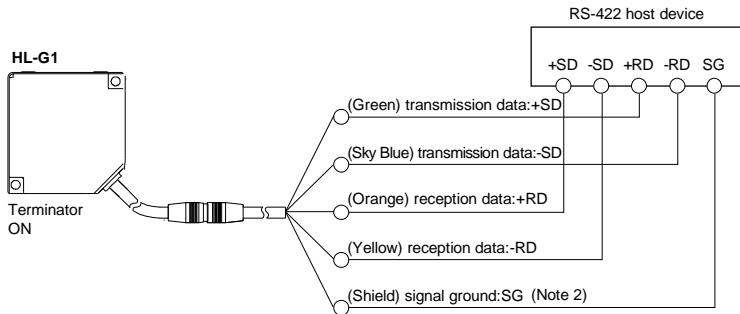 RS-422 host device
HL-G1
+SD -SD +RD -RD SG
(Green) transmission data:+SD
(Sky Blue) transmission data:-SD
(Orange) reception data:+RD
Terminator
ON
(Yellow) reception data:-RD
(Shield) signal ground:SG (Note 2)